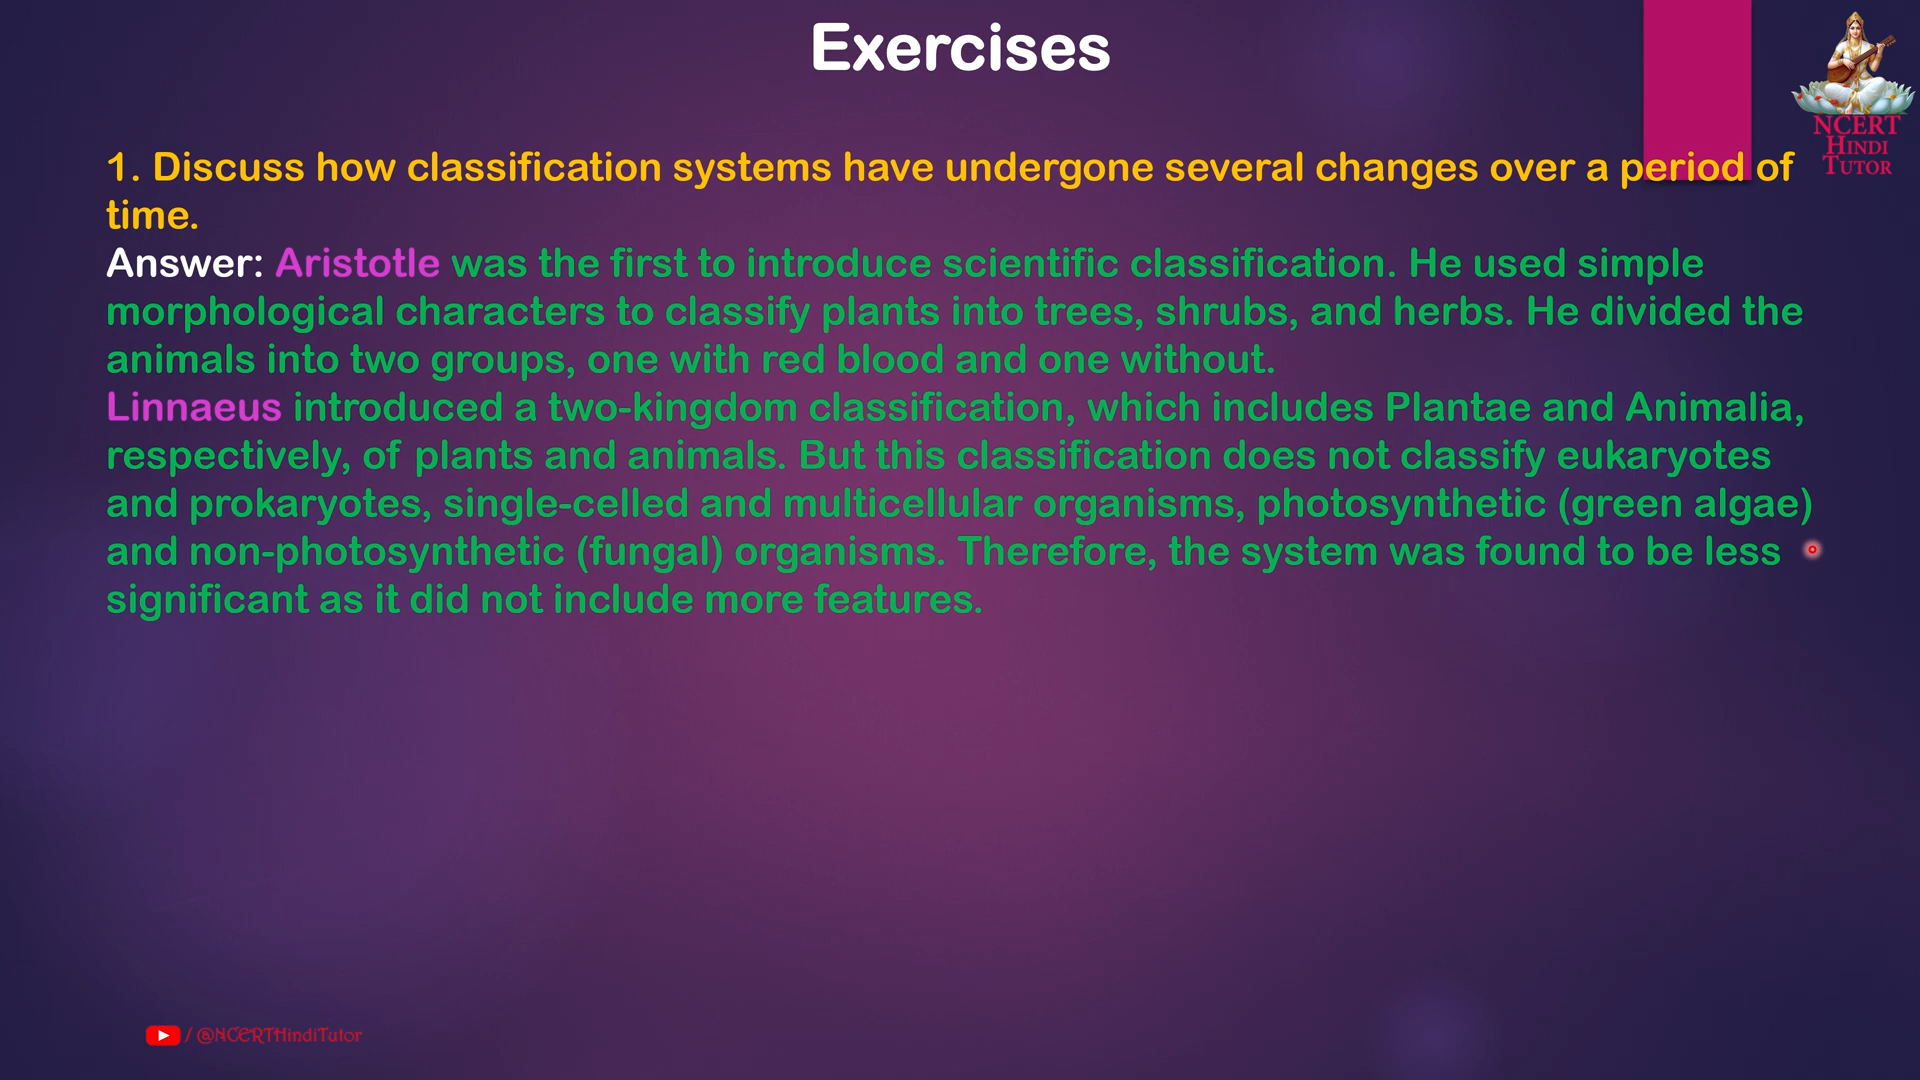 Exercises
NCERT
HINDI
TUTOR
1. Discuss how classification systems have undergone several changes over a period of
time.
Answer: Aristotle was the first to introduce scientific classification. He used simple
morphological characters to classify plants into trees, shrubs, and herbs. He divided the
animals into two groups, one with red blood and one without.
Linnaeus introduced a two-kingdom classification, which includes Plantae and Animalia,
respectively, of plants and animals. But this classification does not classify eukaryotes
and prokaryotes, single-celled and multicellular organisms, photosynthetic (green algae)
and non-photosynthetic (fungal) organisms. Therefore, the system was found to be less
significant as it did not include more features.
/ @NCERTHindiTutor